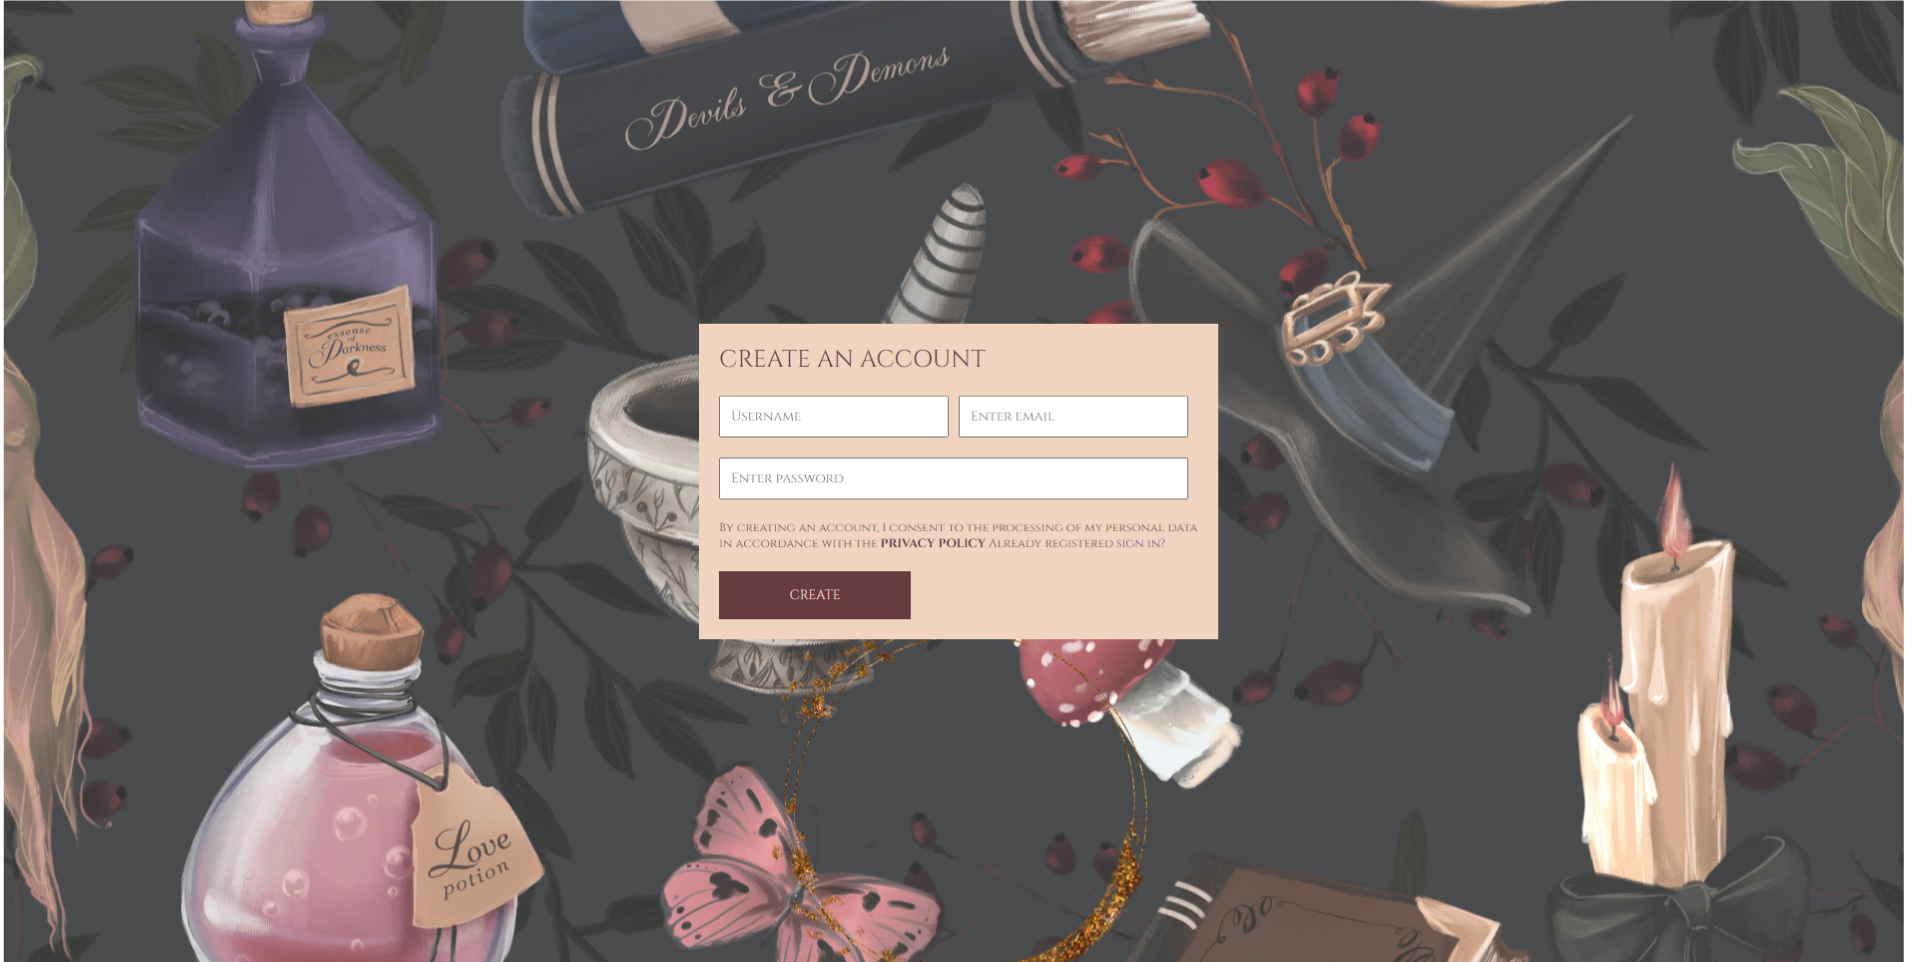 Devils & Demons
essense
of
Darkness
CREATE AN ACCOUNT
Username
Enter email
Enter password
By creating an account, I consent to the processing of my personal data
in accordance with the PRIVACY POLICY Already registered sign in?
CREATE
Love
potion